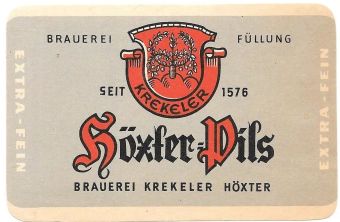 BRAUEREI FÜLLUNG
SEIT 1576
KREKELER
Höxter=Pils
BRAUEREI KREKELER HÖXTER
EXTRA-FEIN
EXTRA-FEIN